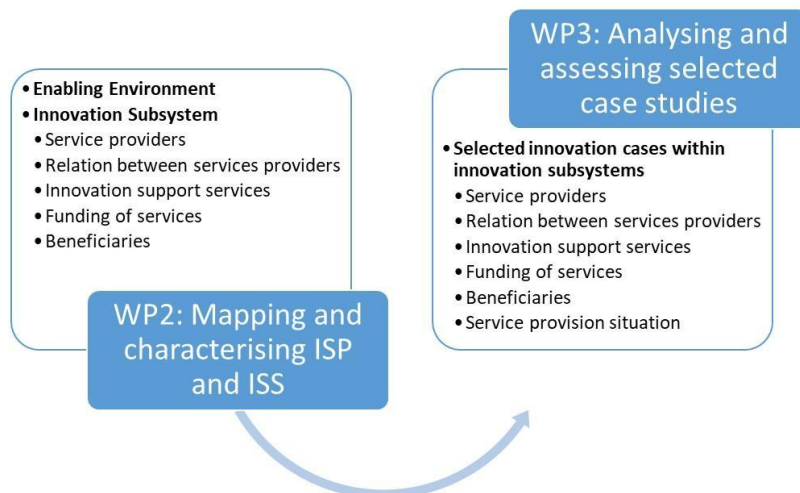 • Enabling Environment
• Innovation Subsystem
• Service providers
• Relation between services providers
• Innovation support services
• Funding of services
• Beneficiaries
WP2: Mapping and
characterising ISP
and ISS
WP3: Analysing and
assessing selected
case studies
• Selected innovation cases within
innovation subsystems
• Service providers
• Relation between services providers
• Innovation support services
• Funding of services
• Beneficiaries
• Service provision situation